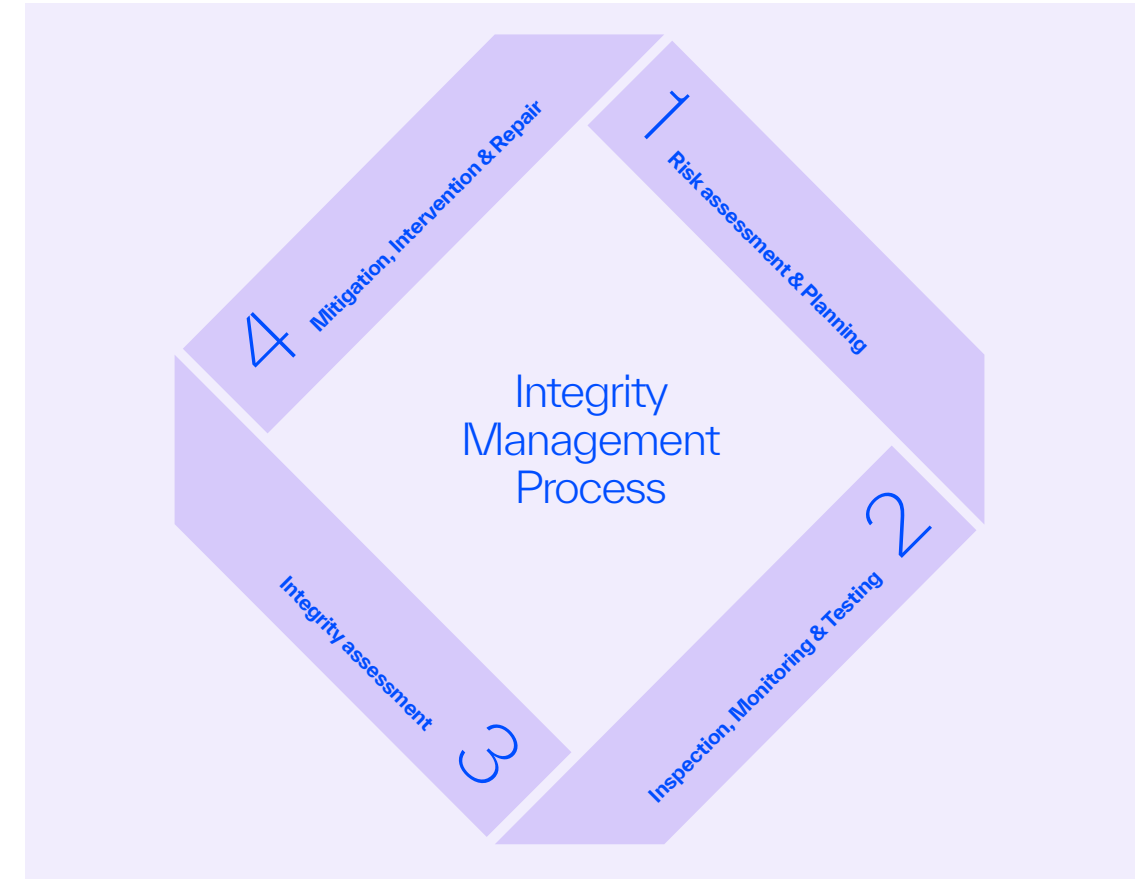 Integrity
Management
Process
1
Risk assessment & Planning
2
Inspection, Monitoring & Testing
3
Integrity assessment
4
Mitigation, Intervention & Repair